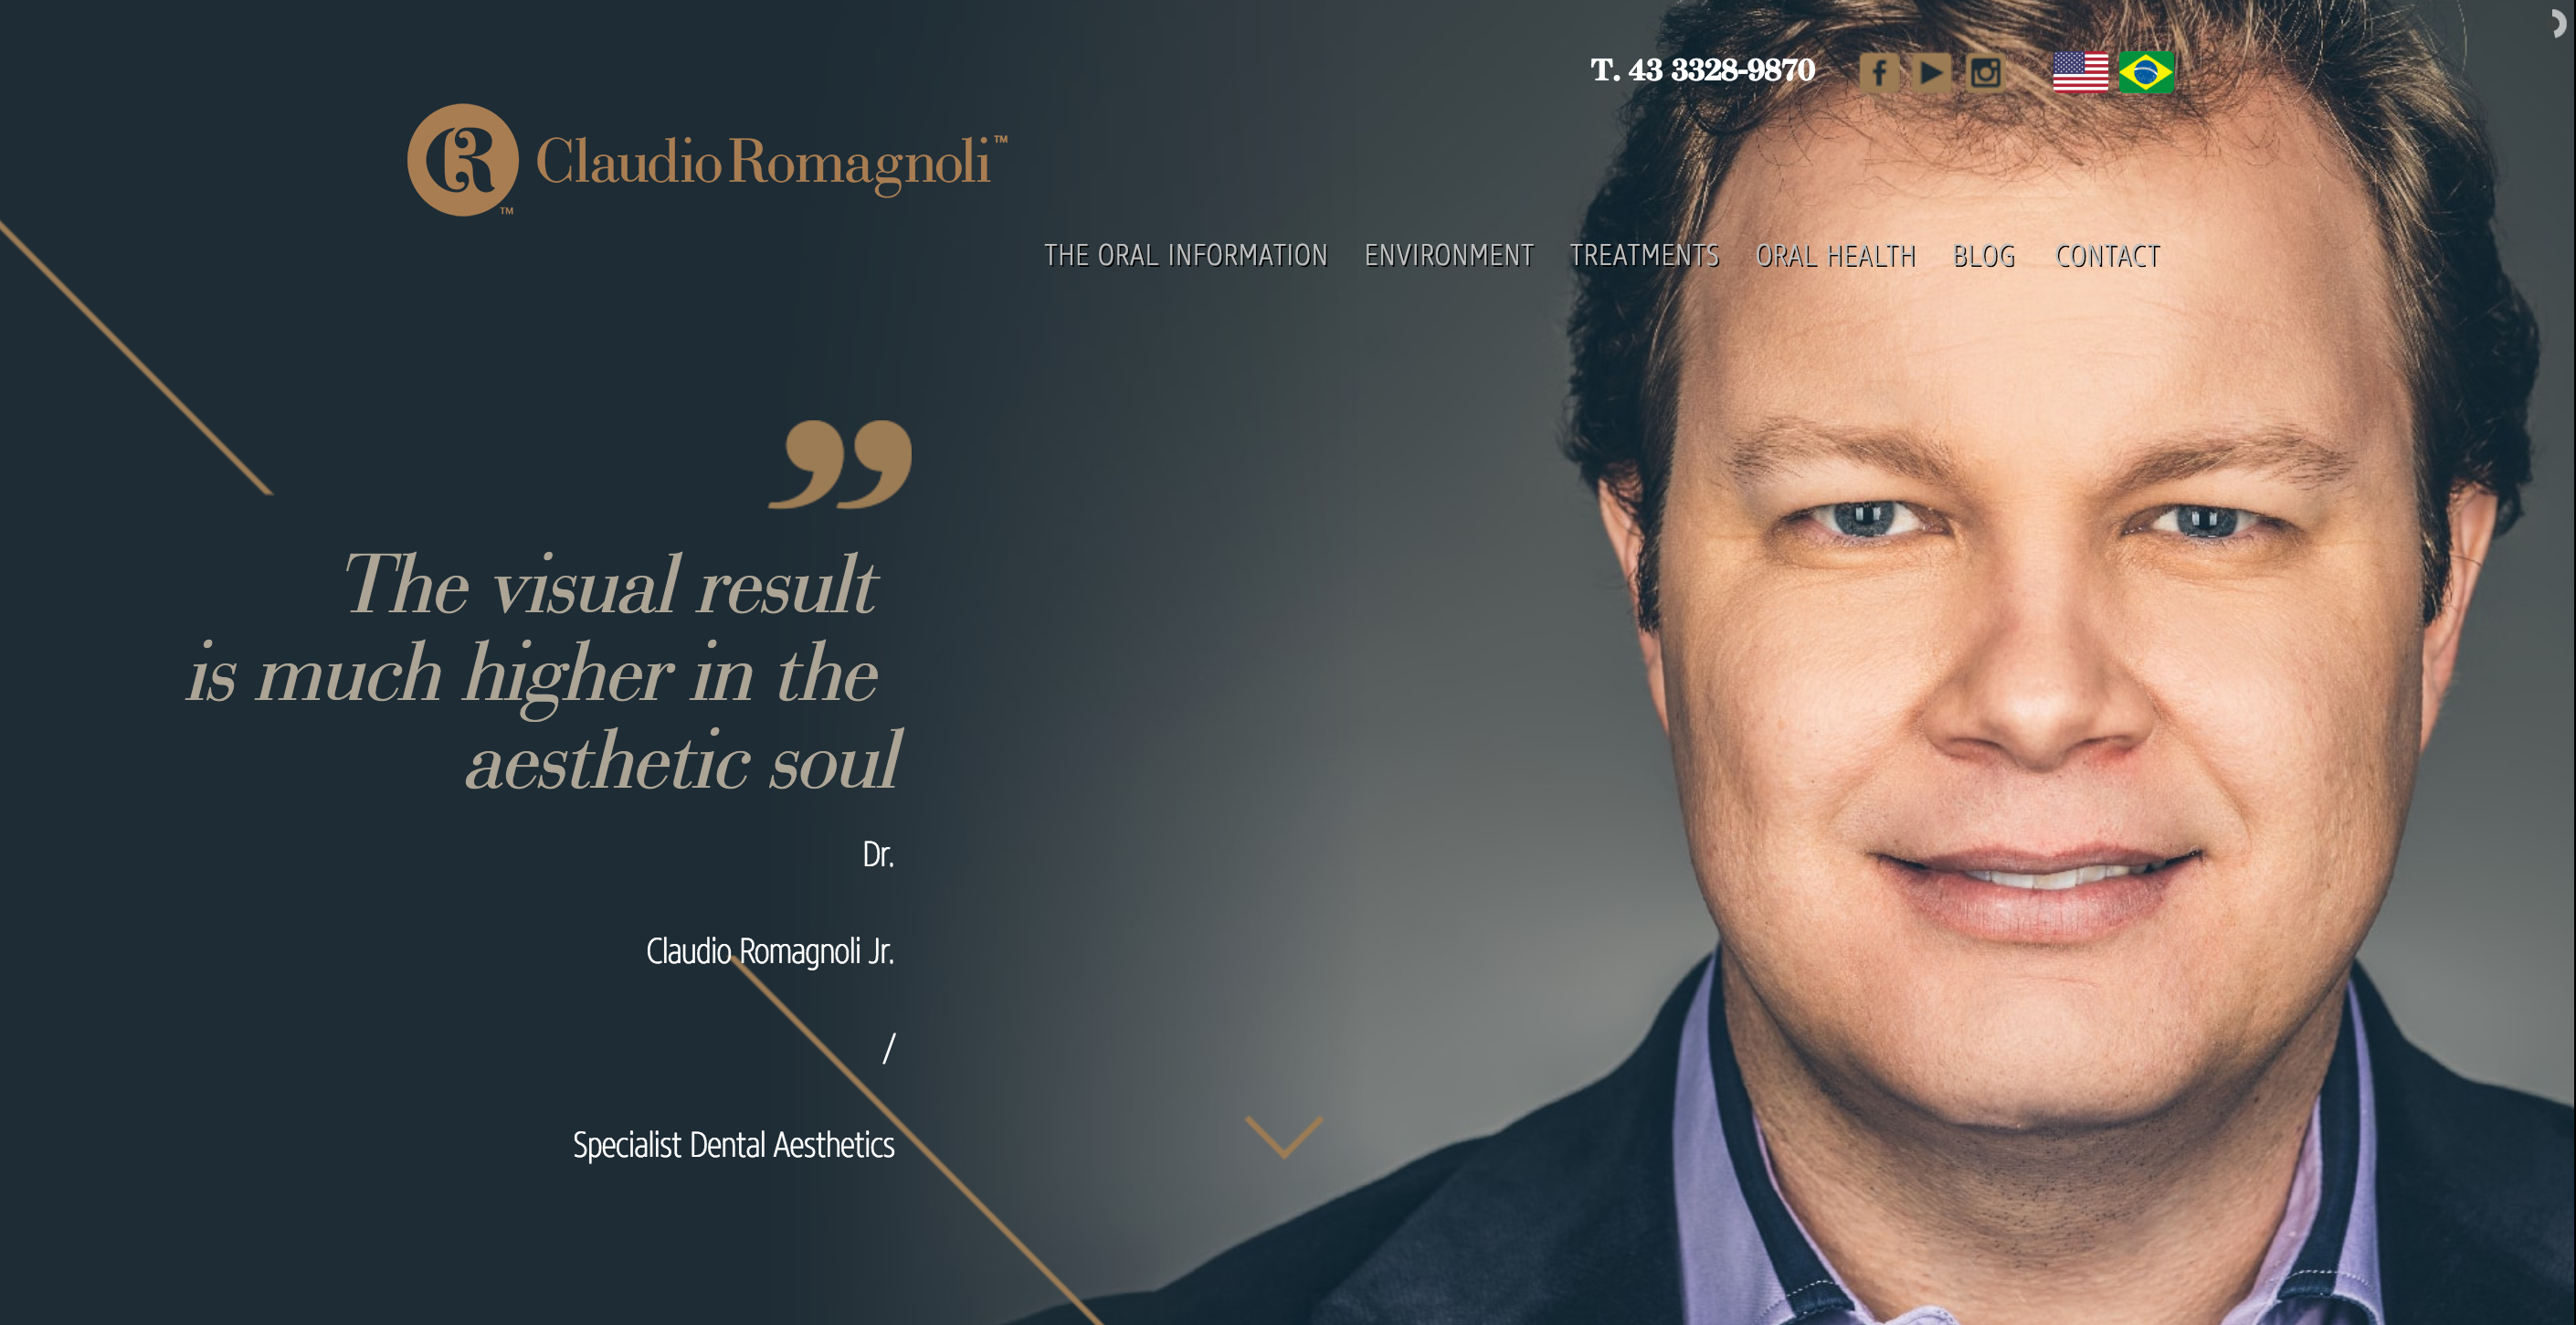 T. 43 3328-9870
Claudio Romagnoli™
THE ORAL INFORMATION ENVIRONMENT TREATMENTS ORAL HEALTH BLOG CONTACT
”
The visual result
is much higher in the
aesthetic soul
Dr.
Claudio Romagnoli Jr.
/
Specialist Dental Aesthetics